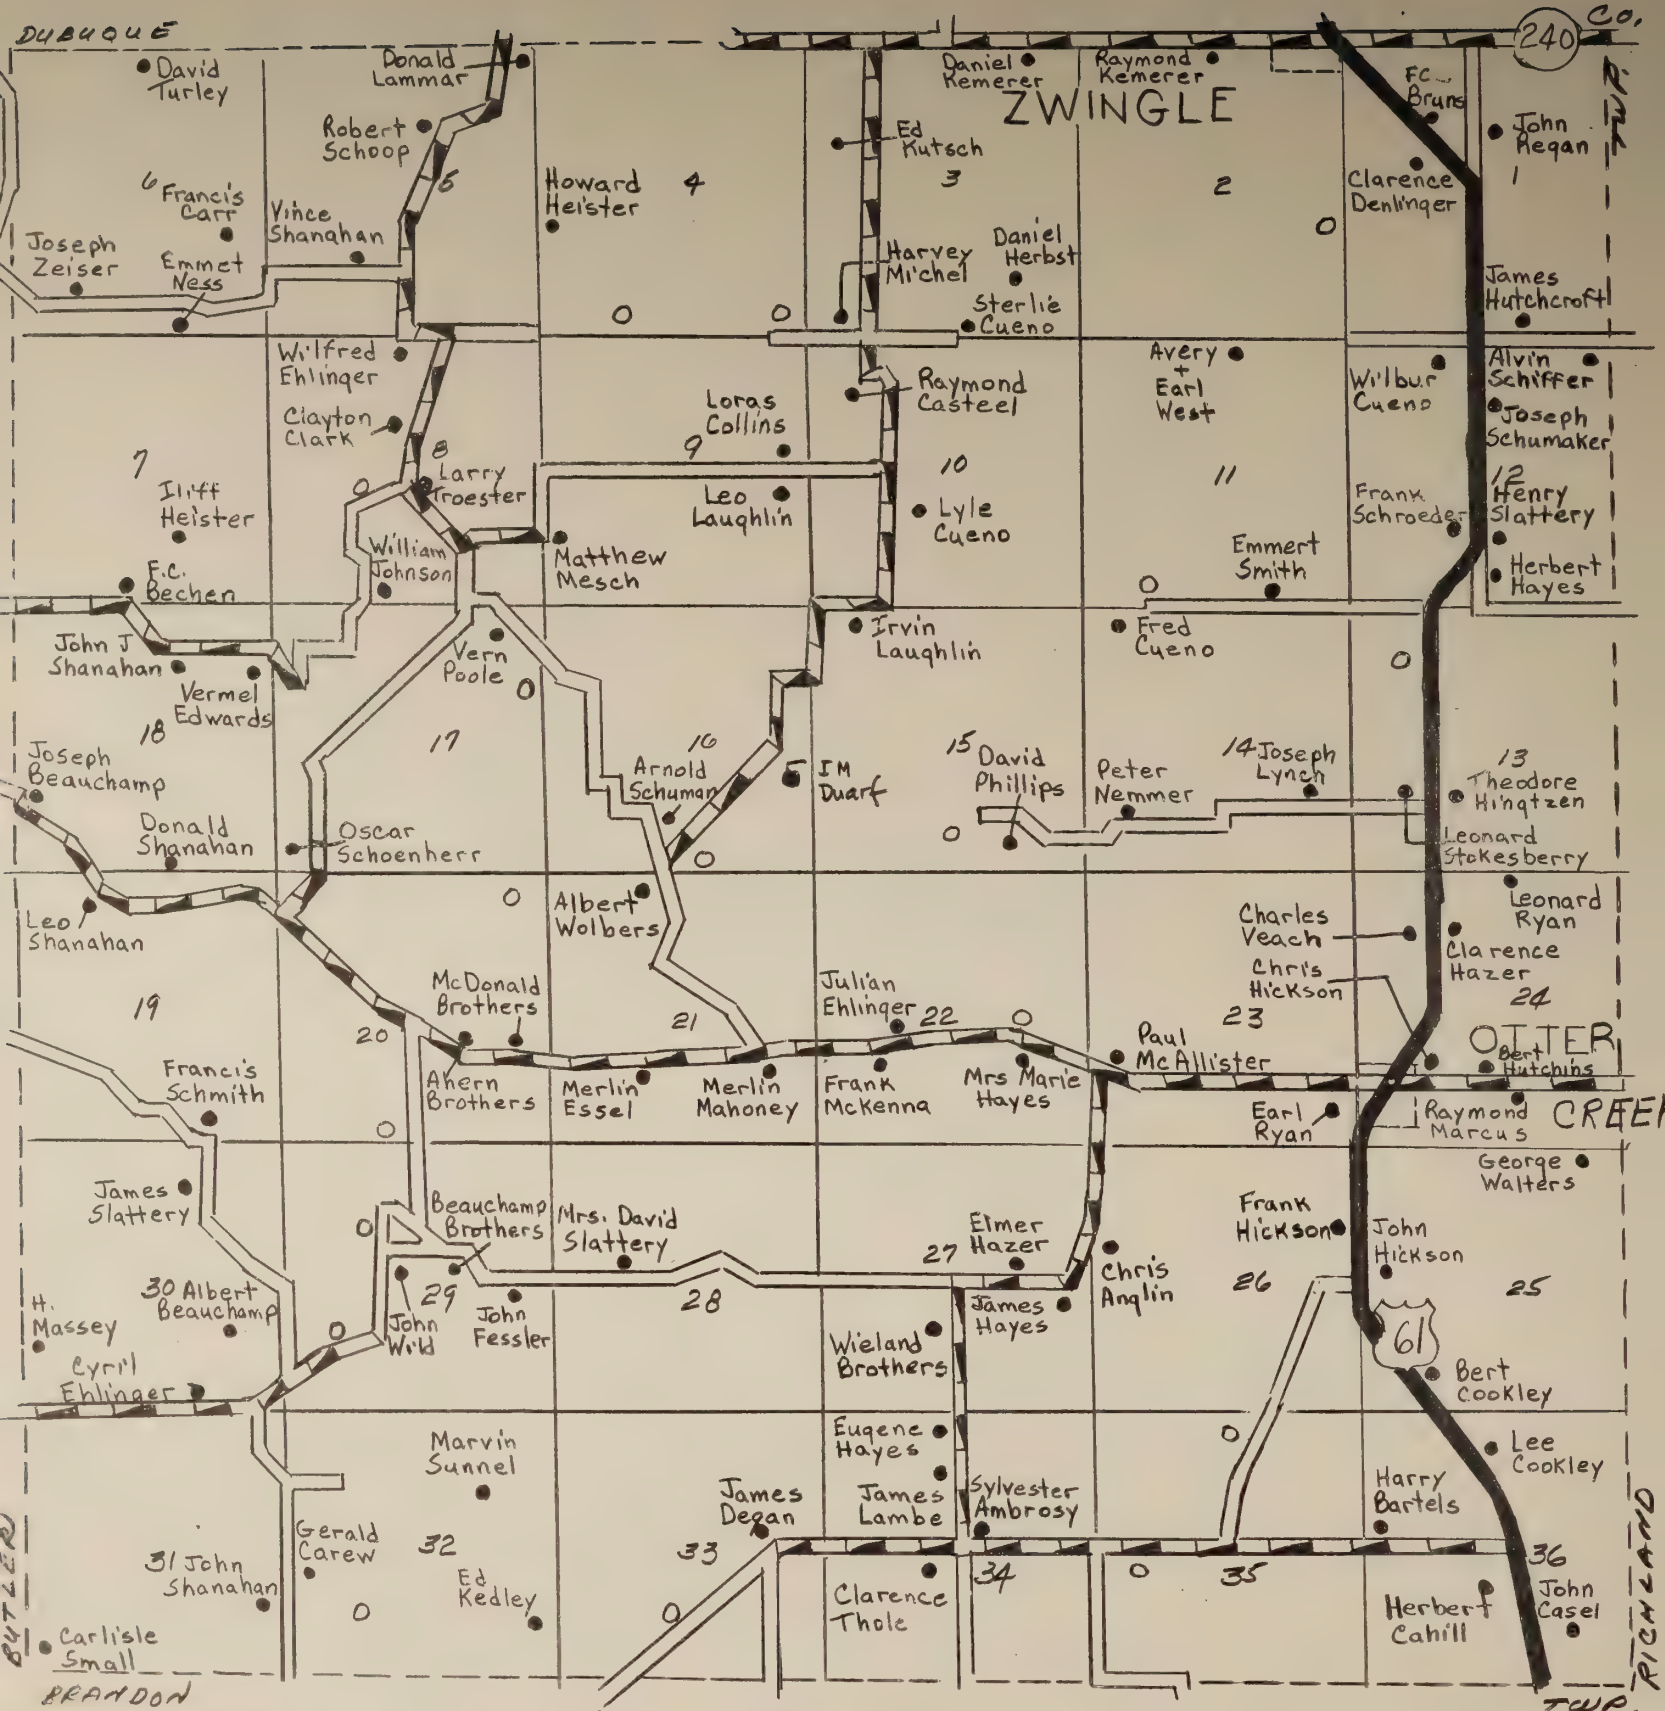 DUBUQUE
CO.
240
TWP.
David
Turley
Donald
Lammar
Daniel
Kemerer
Raymond
Kemerer
FC
Bruns
ZWINGLE
John
Regan
Robert
Schoop
Ed
Kutsch
6
5
4
3
2
1
Francis
Carr
Howard
Heister
Clarence
Denlinger
Vince
Shanahan
Joseph
Zeiser
Emmet
Ness
Harvey
Michel
Daniel
Herbst
James
Hutchcroft
Sterlie
Cueno
Wilfred
Ehlinger
Avery
+
Earl
West
Wilbur
Cueno
Alvin
Schiffer
Raymond
Casteel
Clayton
Clark
Loras
Collins
Joseph
Schumaker
7
8
9
10
11
12
Larry
Troester
Iliff
Heister
Leo
Laughlin
Lyle
Cueno
Frank
Schroeder
Henry
Slattery
William
Johnson
Matthew
Mesch
Emmert
Smith
Herbert
Hayes
F.C.
Bechen
John J
Shanahan
Vern
Poole
Irvin
Laughlin
Fred
Cueno
Vermel
Edwards
18
17
16
15
14
13
Joseph
Beauchamp
Arnold
Schuman
IM
Duarf
David
Phillips
Peter
Nemmer
Joseph
Lynch
Theodore
Hingtzen
Donald
Shanahan
Oscar
Schoenherr
Leonard
Stokesberry
Leo
Shanahan
Albert
Wolbers
Charles
Veach
Leonard
Ryan
Clarence
Hazer
McDonald
Brothers
Julian
Ehlinger
Chris
Hickson
19
20
21
22
23
24
OTTER
CREEK
Francis
Schmith
Ahern
Brothers
Merlin
Essel
Merlin
Mahoney
Frank
McKenna
Mrs Marie
Hayes
Paul
McAllister
Bert
Hutchins
Earl
Ryan
Raymond
Marcus
George
Walters
James
Slattery
Beauchamp
Brothers
Mrs. David
Slattery
Elmer
Hazer
Chris
Anglin
Frank
Hickson
John
Hickson
30
29
28
27
26
25
H.
Massey
Albert
Beauchamp
John
Wild
John
Fessler
James
Hayes
61
Cyril
Ehlinger
Wieland
Brothers
Bert
Cookley
Marvin
Sunnel
Eugene
Hayes
Lee
Cookley
James
Degan
James
Lambe
Sylvester
Ambrosy
Harry
Bartels
Gerald
Carew
31
32
33
34
35
36
John
Shanahan
Ed
Kedley
Clarence
Thole
Herbert
Cahill
John
Casel
Carlisle
Small
BUTLER
BRANDON
RICHLAND
TWP.